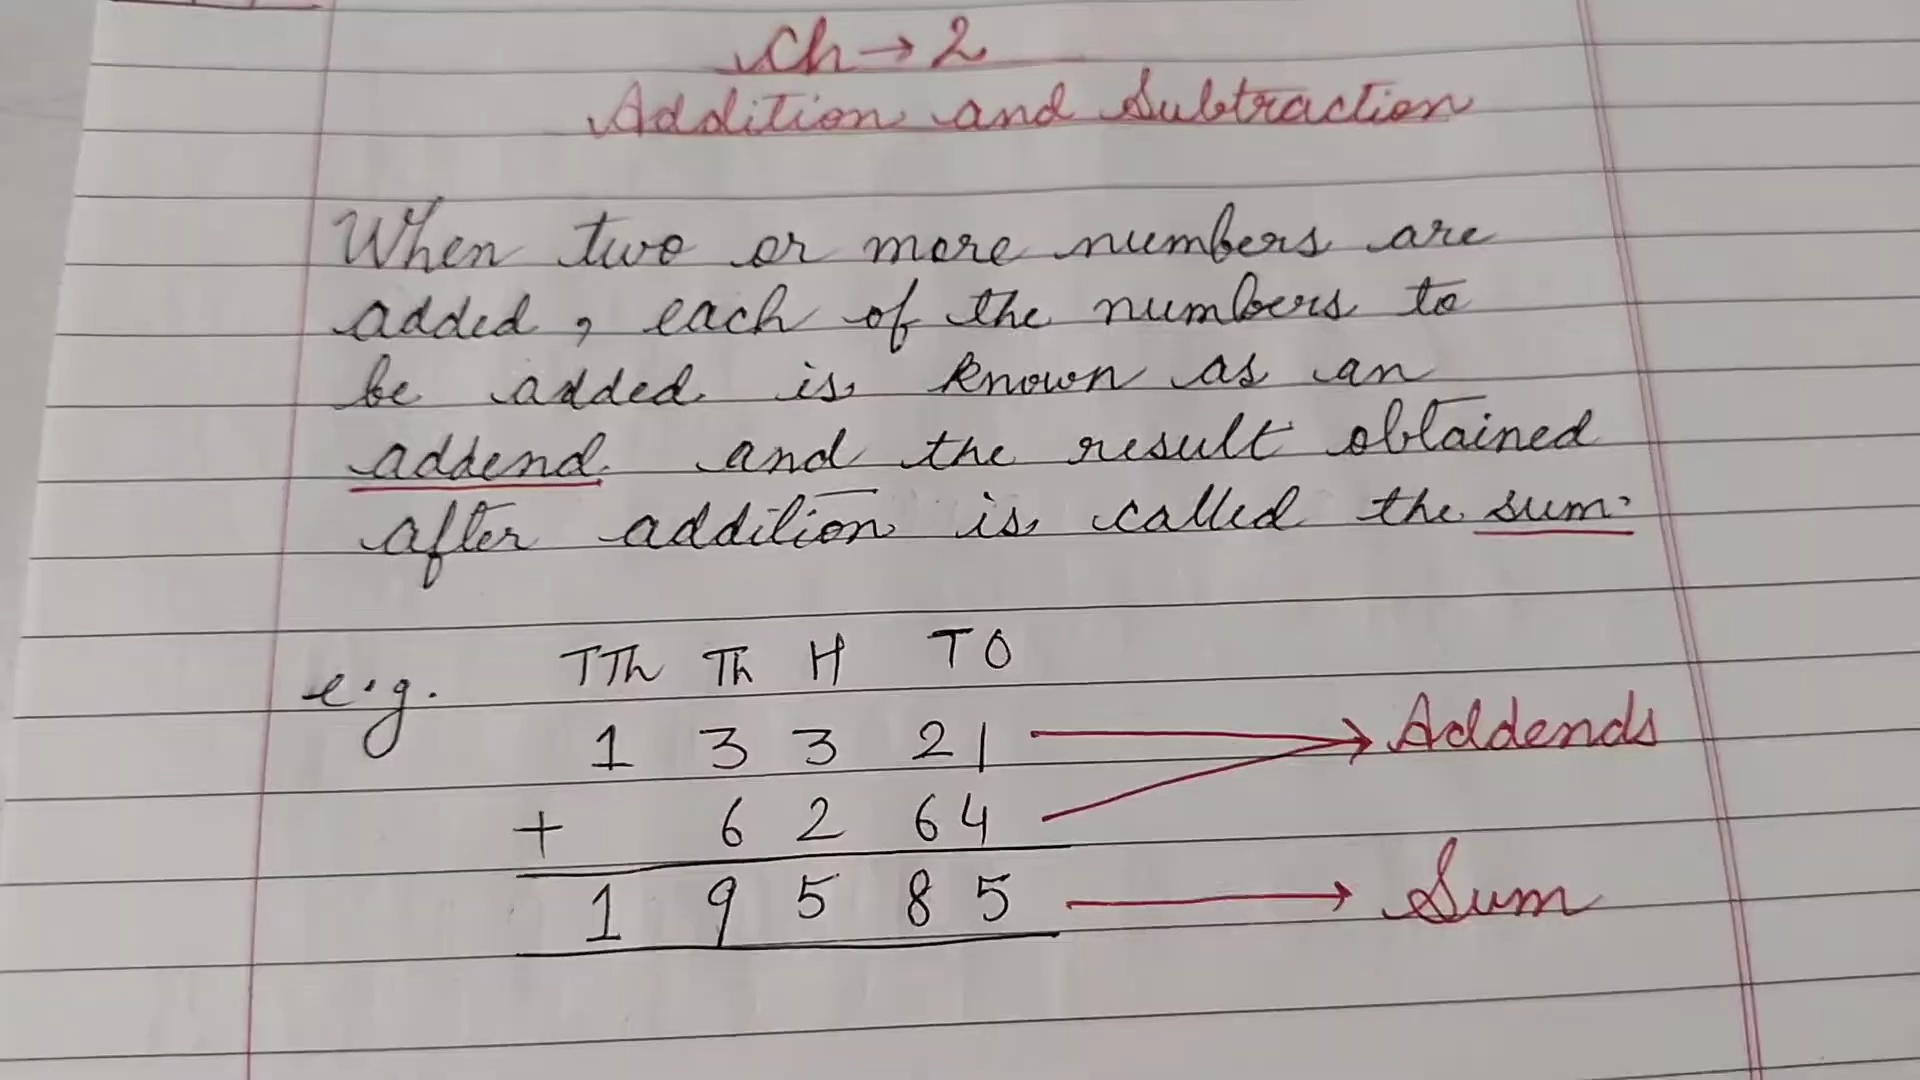 Ch → 2
Addition and Subtraction
When two or more numbers are
added, each of the numbers to
be added is known as an
addend and the result obtained
after addition is called the sum.
e.g. TTh Th H T O
1 3 3 2 1 → Addends
+ 6 2 6 4
1 9 5 8 5 → Sum